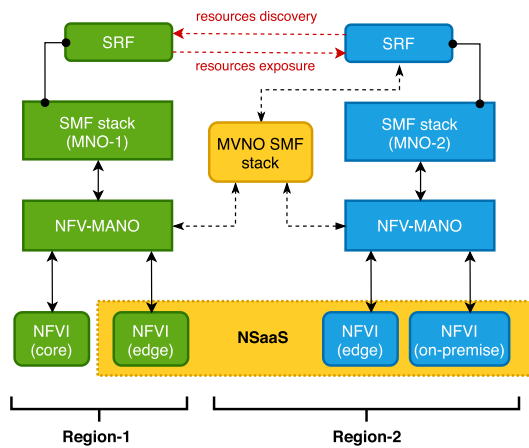 resources discovery
SRF
SRF
resources exposure
SMF stack
(MNO-1)
MVNO SMF
stack
SMF stack
(MNO-2)
NFV-MANO
NFV-MANO
NFVI
(core)
NFVI
(edge)
NSaaS
NFVI
(edge)
NFVI
(on-premise)
Region-1
Region-2